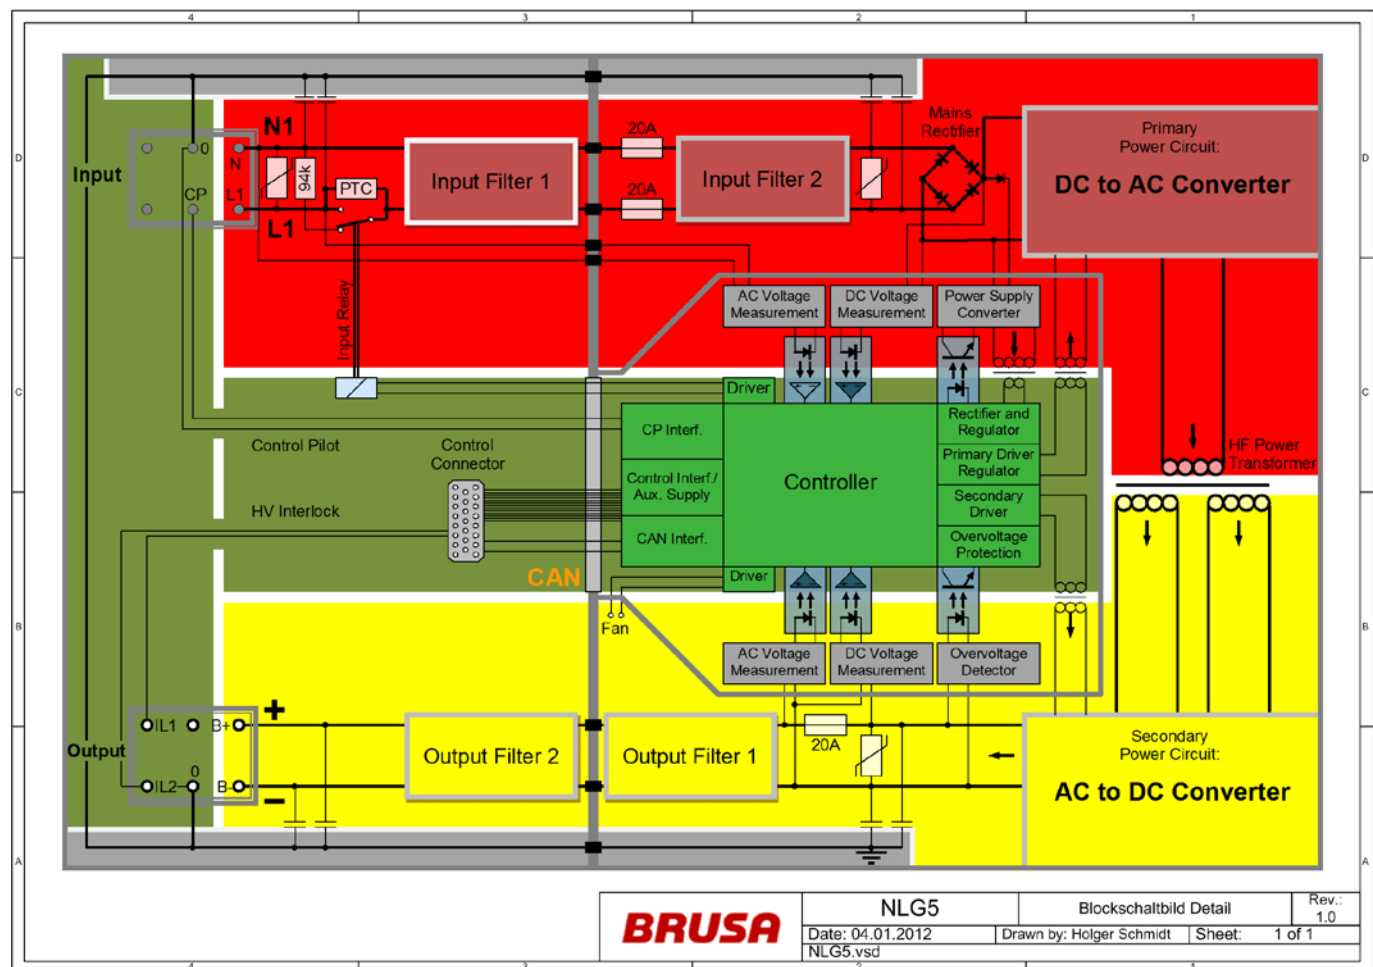 4 3 2 1
D D
C C
B B
A A
Input
0
CP
N
L1
N1
L1
94k
PTC
Input Filter 1
20A
20A
Input Filter 2
Mains
Rectifier
Primary
Power Circuit:
DC to AC Converter
Input Relay
AC Voltage
Measurement
DC Voltage
Measurement
Power Supply
Converter
Driver
CP Interf.
Control Interf./
Aux. Supply
CAN Interf.
Driver
Controller
Rectifier and
Regulator
Primary Driver
Regulator
Secondary
Driver
Overvoltage
Protection
HF Power
Transformer
Control Pilot
Control
Connector
HV Interlock
CAN
Fan
AC Voltage
Measurement
DC Voltage
Measurement
Overvoltage
Detector
Output
IL1
B+
+
0
IL2
B-
−
Output Filter 2
Output Filter 1
20A
Secondary
Power Circuit:
AC to DC Converter
BRUSA
NLG5
Blockschaltbild Detail
Rev.:
1.0
Date: 04.01.2012
Drawn by: Holger Schmidt
Sheet: 1 of 1
NLG5.vsd
4 3 2 1